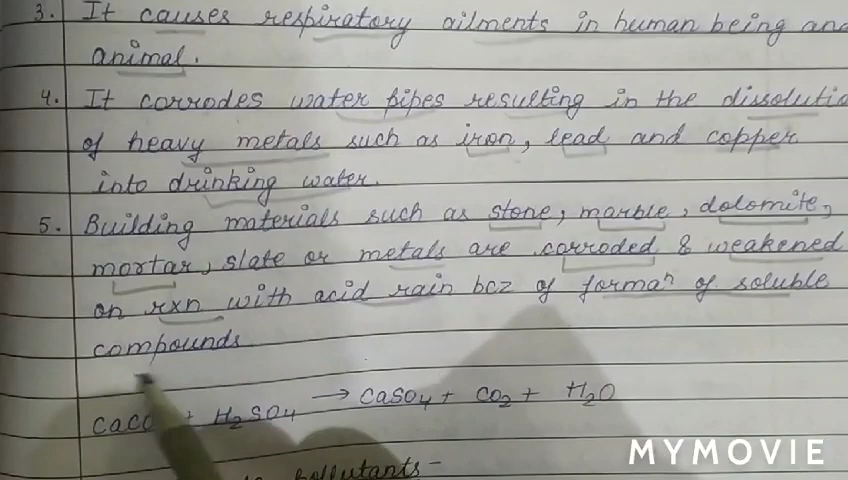 3. It causes respiratory ailments in human being and
animal.
4. It corrodes water pipes resulting in the dissolutio
of heavy metals such as iron, lead and copper
into drinking water.
5. Building materials such as stone, marble, dolomite,
mortar, slate or metals are corroded & weakened
on rxn with acid rain bcz of formaⁿ of soluble
compounds
CaCO + H2SO4 → CaSO4 + CO2 + H2O
pollutants-
MYMOVIE